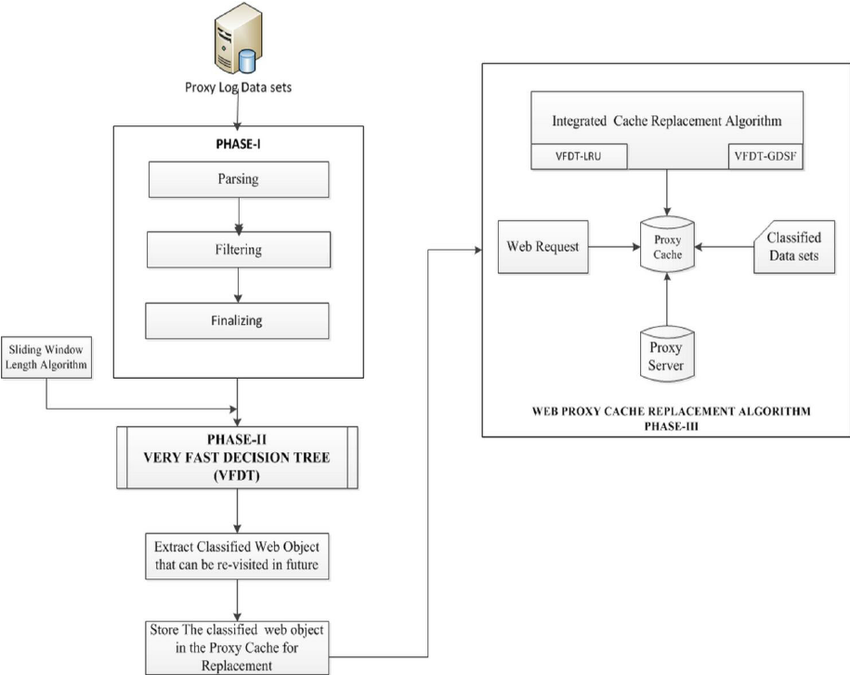 Proxy Log Data sets
PHASE-I
Parsing
Filtering
Finalizing
Sliding Window
Length Algorithm
PHASE-II
VERY FAST DECISION TREE
(VFDT)
Extract Classified Web Object
that can be re-visited in future
Store The classified web object
in the Proxy Cache for
Replacement
Integrated Cache Replacement Algorithm
VFDT-LRU
VFDT-GDSF
Web Request
Proxy
Cache
Classified
Data sets
Proxy
Server
WEB PROXY CACHE REPLACEMENT ALGORITHM
PHASE-III